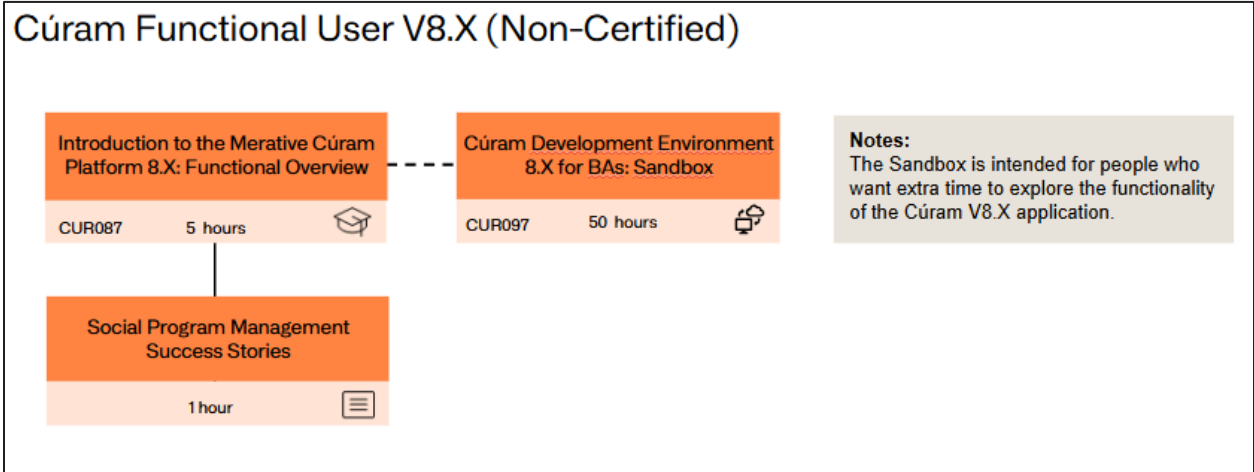 Cúram Functional User V8.X (Non-Certified)
Introduction to the Merative Cúram
Platform 8.X: Functional Overview
CUR087 5 hours
Cúram Development Environment
8.X for BAs: Sandbox
CUR097 50 hours
Notes:
The Sandbox is intended for people who
want extra time to explore the functionality
of the Cúram V8.X application.
Social Program Management
Success Stories
1 hour